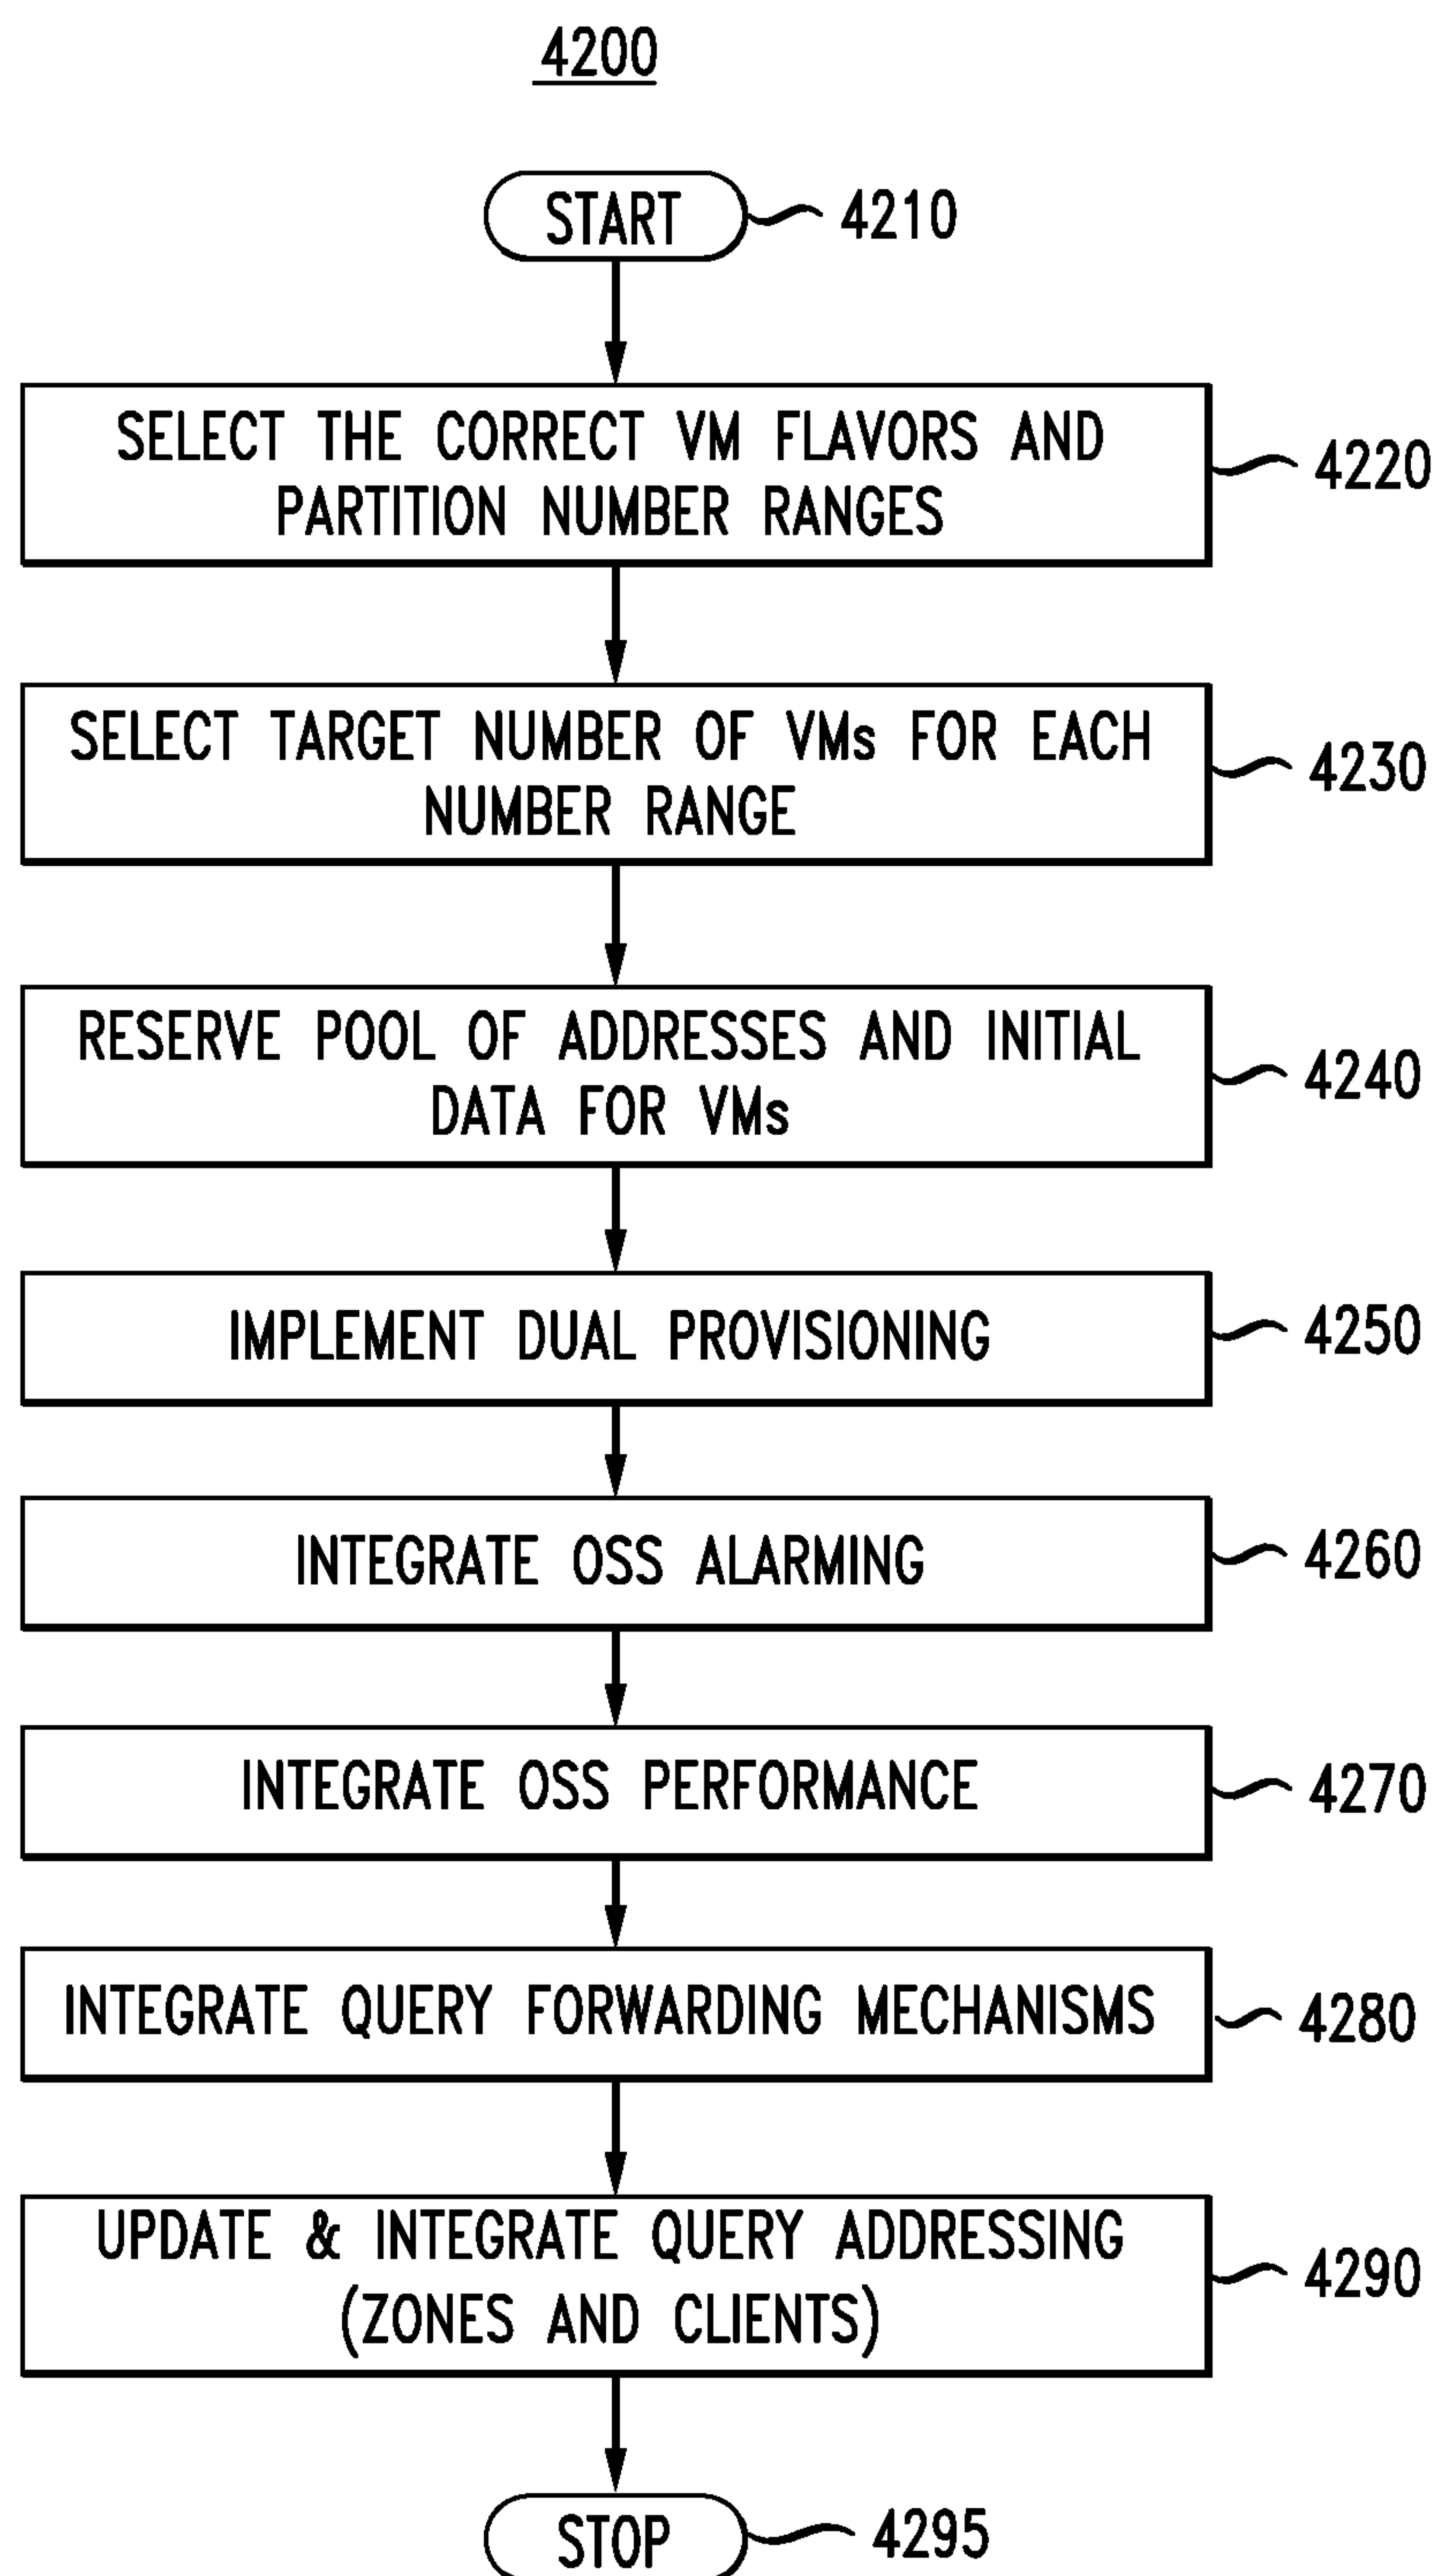 4200
START
4210
SELECT THE CORRECT VM FLAVORS AND
PARTITION NUMBER RANGES
4220
SELECT TARGET NUMBER OF VMs FOR EACH
NUMBER RANGE
4230
RESERVE POOL OF ADDRESSES AND INITIAL
DATA FOR VMs
4240
IMPLEMENT DUAL PROVISIONING
4250
INTEGRATE OSS ALARMING
4260
INTEGRATE OSS PERFORMANCE
4270
INTEGRATE QUERY FORWARDING MECHANISMS
4280
UPDATE & INTEGRATE QUERY ADDRESSING
(ZONES AND CLIENTS)
4290
STOP
4295